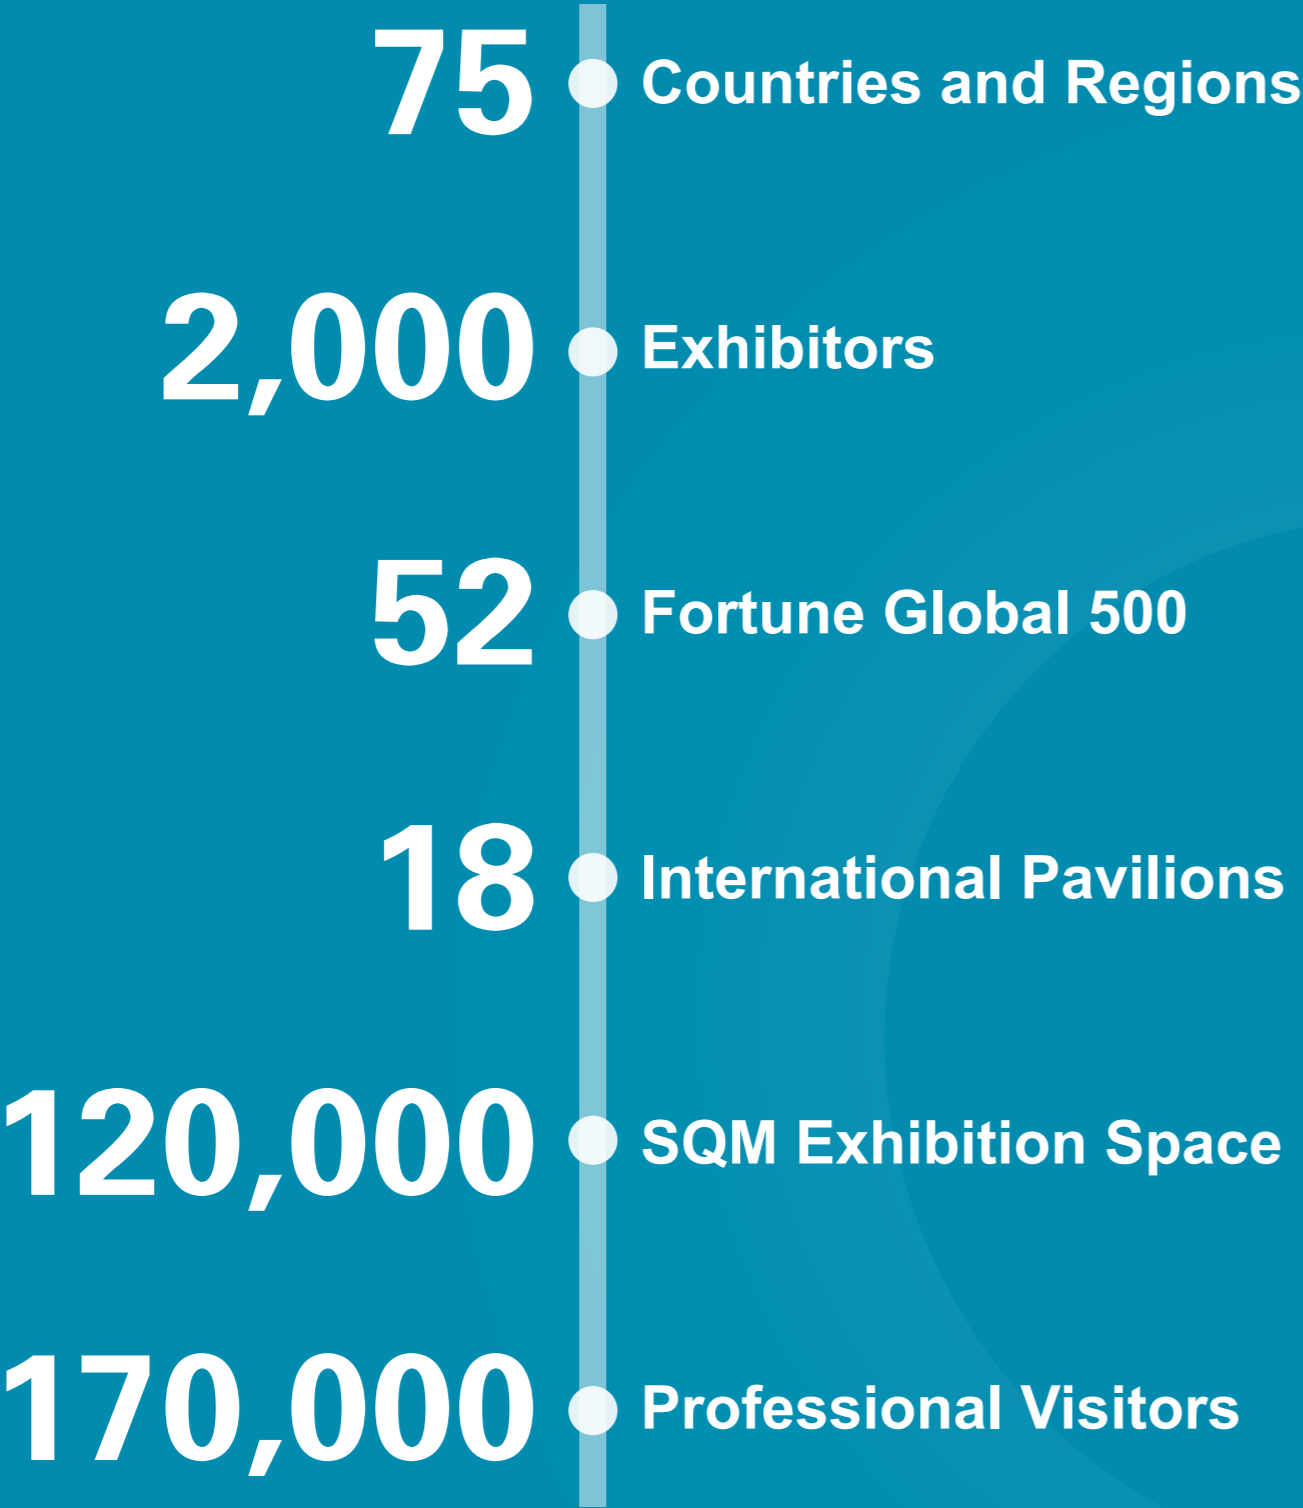 75 Countries and Regions
2,000 Exhibitors
52 Fortune Global 500
18 International Pavilions
120,000 SQM Exhibition Space
170,000 Professional Visitors